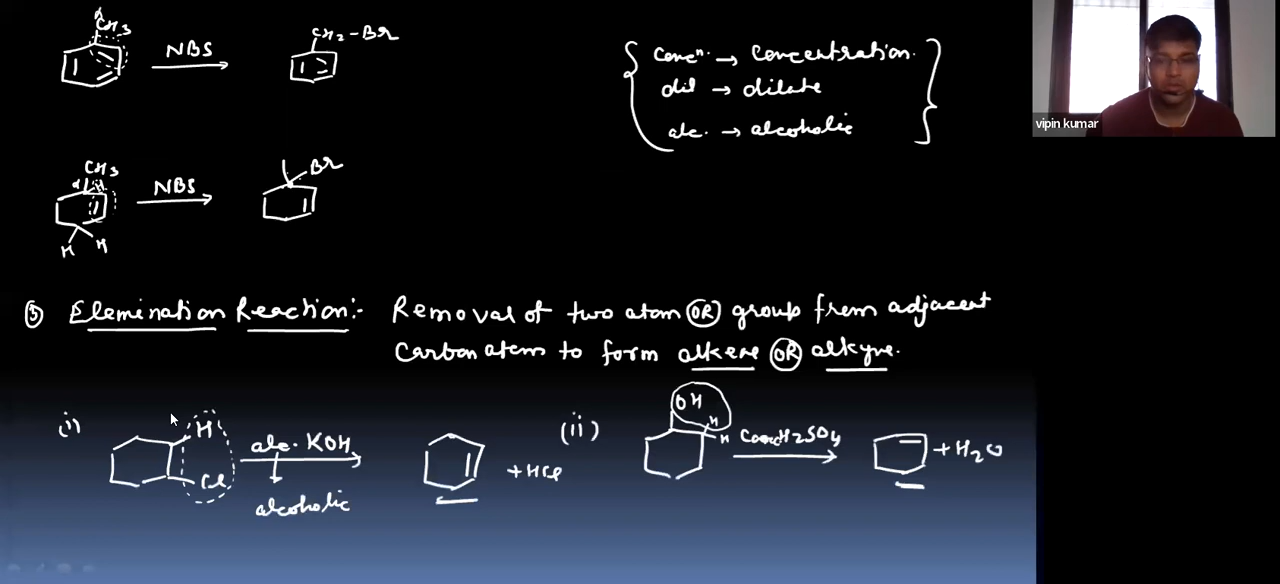 α
CH3
NBS
CH2-Br
concⁿ. → concentration.
dil → dilate
alc. → alcoholic
vipin kumar
CH3
α
H
NBS
Br
H H
③ Elemination Reaction:- Removal of two atom OR group from adjacent
Carbon atoms to form alkene OR alkyne.
(i)
H
Cl
alc. KOH
alcoholic
+ HCl
(ii)
OH
H
H
Conc H2SO4
+ H2O